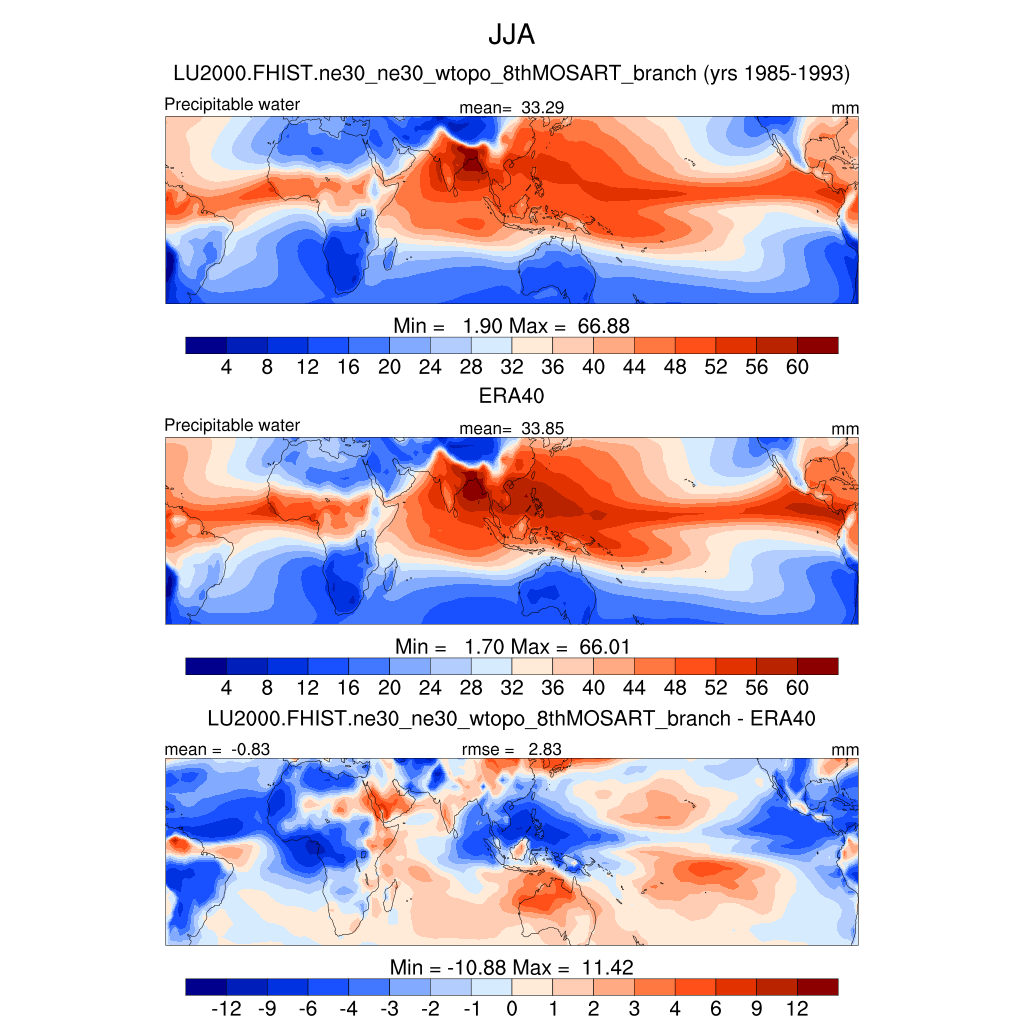 JJA
LU2000.FHIST.ne30_ne30_wtopo_8thMOSART_branch (yrs 1985-1993)
Precipitable water mean= 33.29 mm
Min = 1.90 Max = 66.88
4 8 12 16 20 24 28 32 36 40 44 48 52 56 60
ERA40
Precipitable water mean= 33.85 mm
Min = 1.70 Max = 66.01
4 8 12 16 20 24 28 32 36 40 44 48 52 56 60
LU2000.FHIST.ne30_ne30_wtopo_8thMOSART_branch - ERA40
mean = -0.83 rmse = 2.83 mm
Min = -10.88 Max = 11.42
-12 -9 -6 -4 -3 -2 -1 0 1 2 3 4 6 9 12